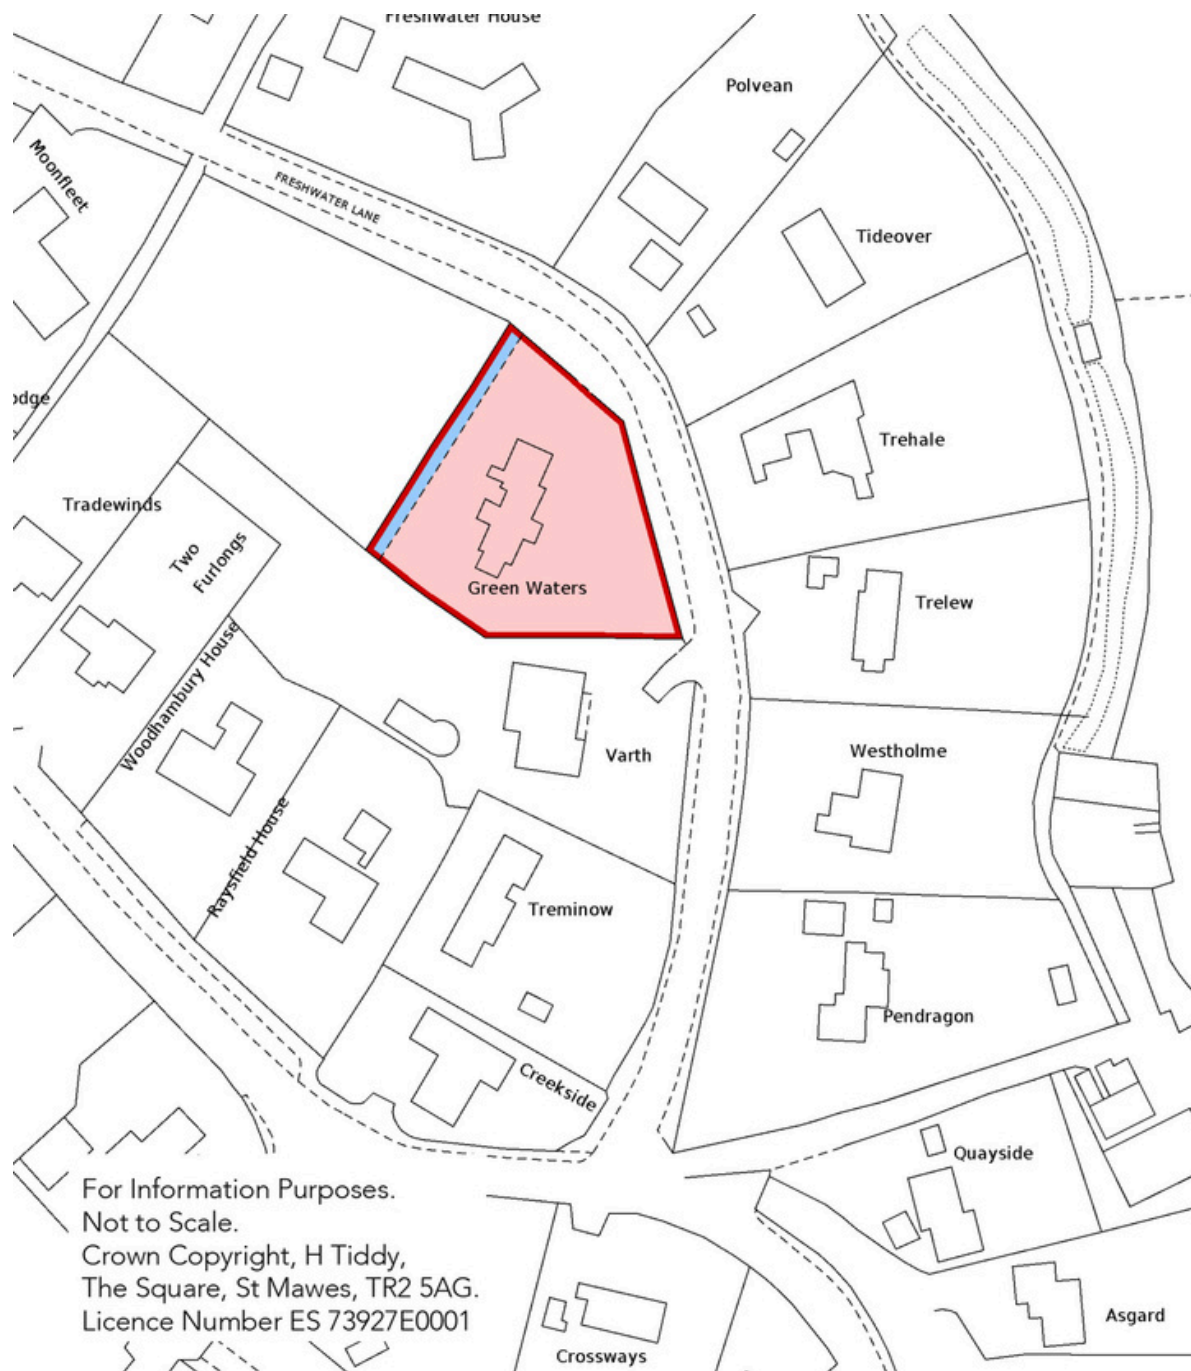 Freshwater House
Polvean
Moonfleet
FRESHWATER LANE
Tideover
Trehale
Tradewinds
Two
Furlongs
Green Waters
Trelew
Woodhambury House
Varth
Westholme
Raysfield House
Treminow
Pendragon
Creekside
Quayside
For Information Purposes.
Not to Scale.
Crown Copyright, H Tiddy,
The Square, St Mawes, TR2 5AG.
Licence Number ES 73927E0001
Asgard
Crossways